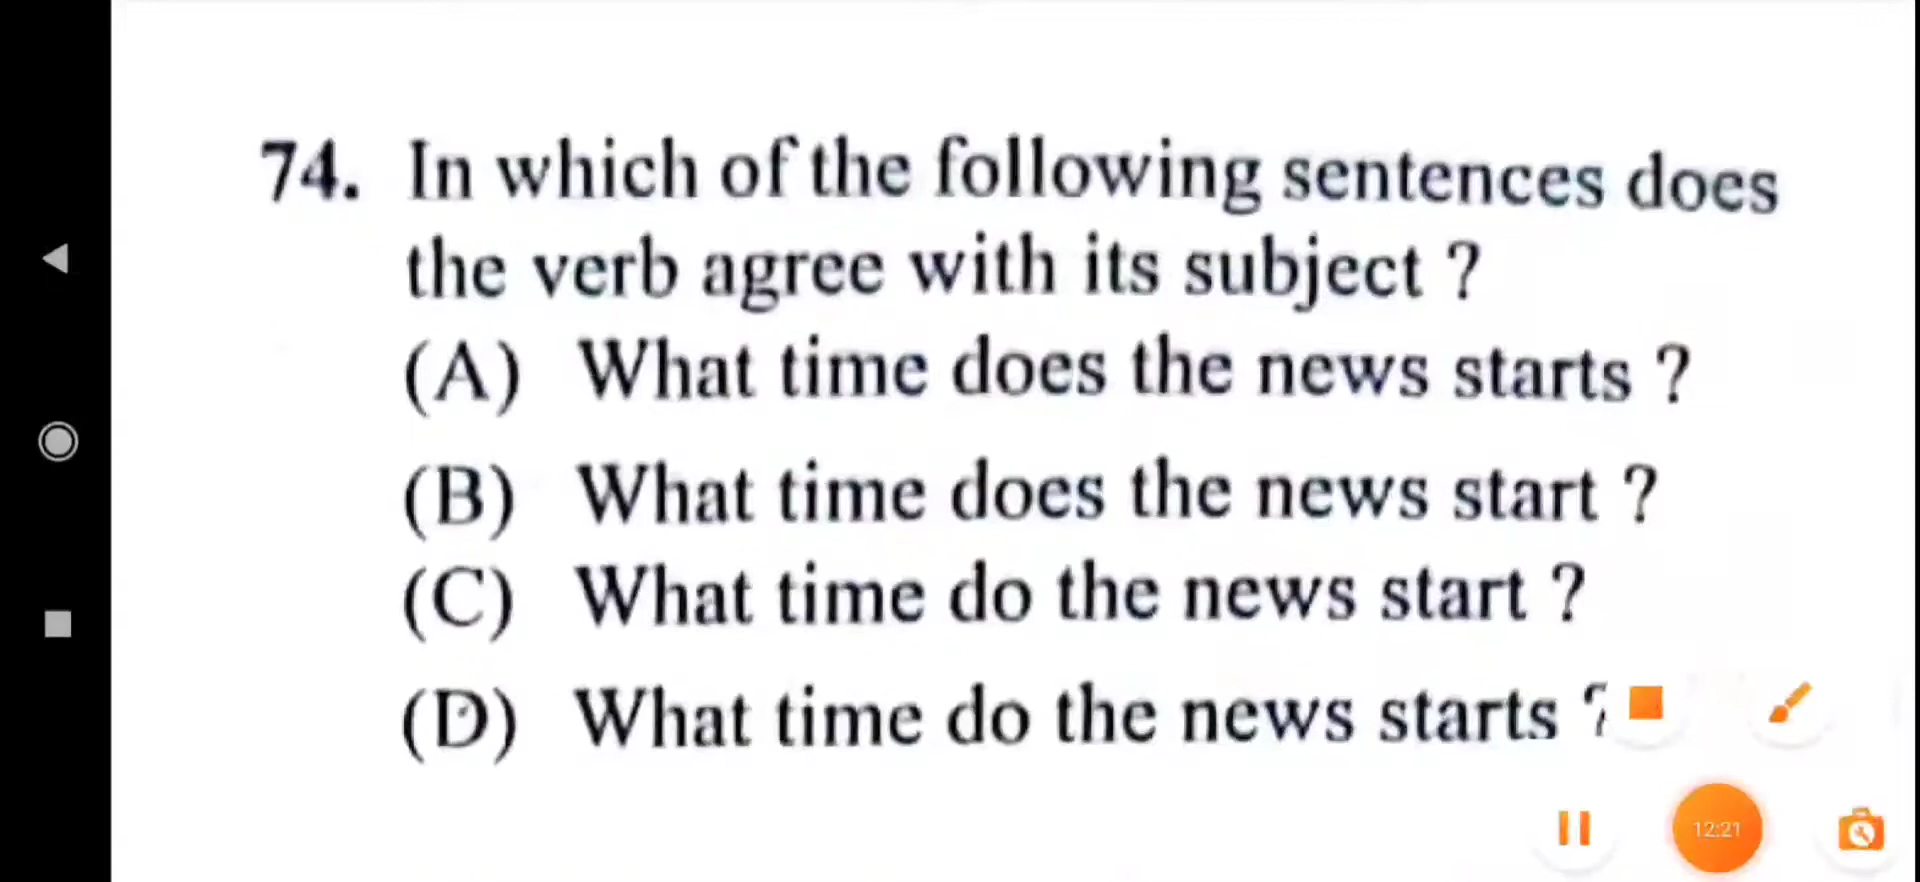 74. In which of the following sentences does
the verb agree with its subject ?
(A) What time does the news starts ?
(B) What time does the news start ?
(C) What time do the news start ?
(D) What time do the news starts ?
12:21